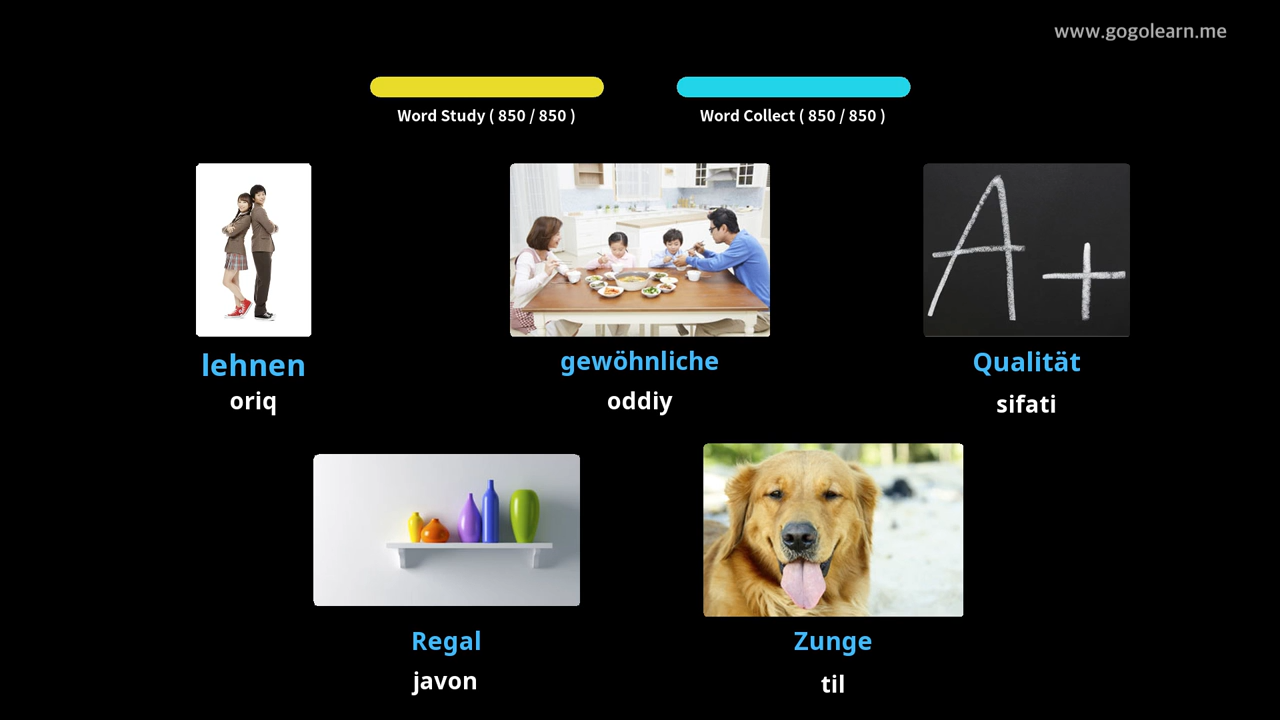 www.gogolearn.me
Word Study ( 850 / 850 )
Word Collect ( 850 / 850 )
lehnen
oriq
gewöhnliche
oddiy
A+
Qualität
sifati
Regal
javon
Zunge
til